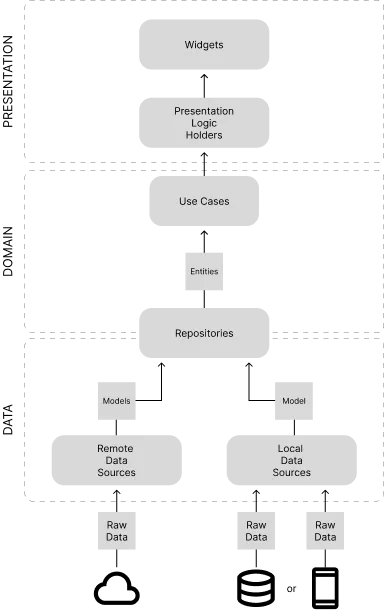 PRESENTATION
Widgets
Presentation
Logic
Holders
DOMAIN
Use Cases
Entities
Repositories
DATA
Models
Model
Remote
Data
Sources
Local
Data
Sources
Raw
Data
Raw
Data
Raw
Data
or